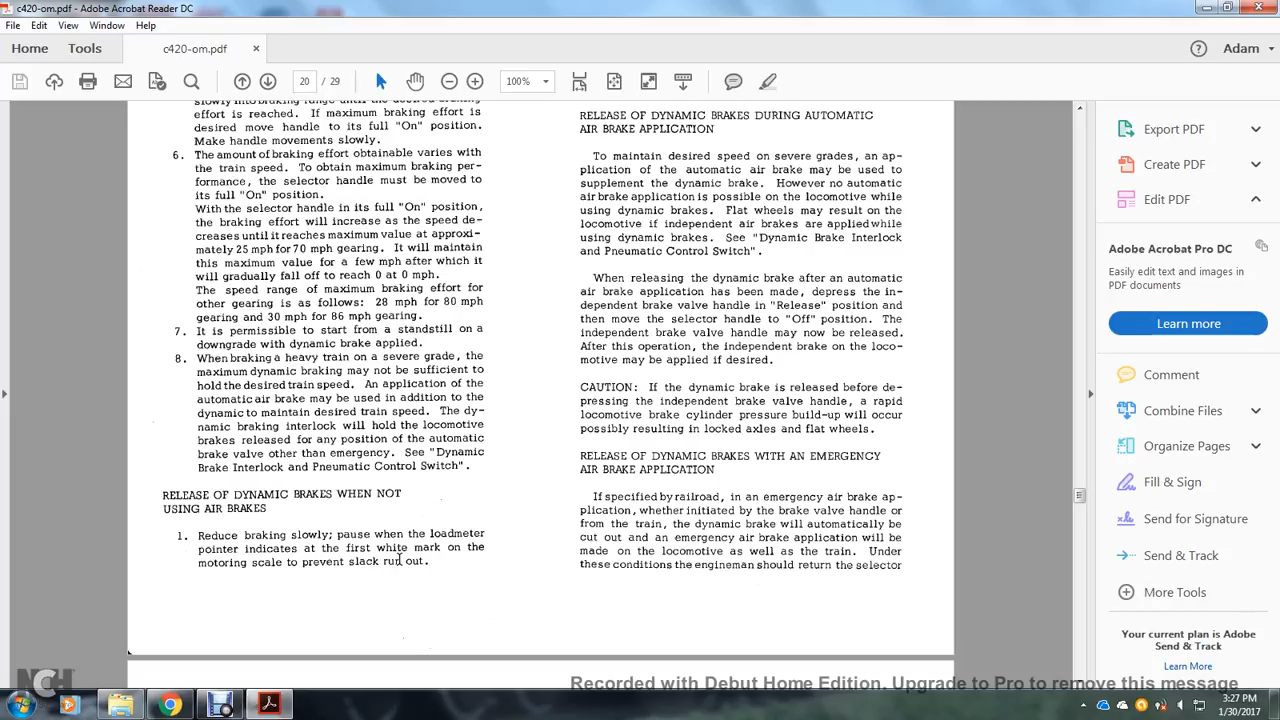 c420-om.pdf - Adobe Acrobat Reader DC
File Edit View Window Help
Home Tools c420-om.pdf × Adam
20 / 29 100%
slowly into braking range until the desired braking
effort is reached. If maximum braking effort is
desired move handle to its full "On" position.
Make handle movements slowly.
6. The amount of braking effort obtainable varies with
the train speed. To obtain maximum braking per-
formance, the selector handle must be moved to
its full "On" position.
With the selector handle in its full "On" position,
the braking effort will increase as the speed de-
creases until it reaches maximum value at approxi-
mately 25 mph for 70 mph gearing. It will maintain
this maximum value for a few mph after which it
will gradually fall off to reach 0 at 0 mph.
The speed range of maximum braking effort for
other gearing is as follows: 28 mph for 80 mph
gearing and 30 mph for 86 mph gearing.
7. It is permissible to start from a standstill on a
downgrade with dynamic brake applied.
8. When braking a heavy train on a severe grade, the
maximum dynamic braking may not be sufficient to
hold the desired train speed. An application of the
automatic air brake may be used in addition to the
dynamic to maintain desired train speed. The dy-
namic braking interlock will hold the locomotive
brakes released for any position of the automatic
brake valve other than emergency. See "Dynamic
Brake Interlock and Pneumatic Control Switch".
RELEASE OF DYNAMIC BRAKES WHEN NOT
USING AIR BRAKES
1. Reduce braking slowly; pause when the loadmeter
pointer indicates at the first white mark on the
motoring scale to prevent slack run out.
RELEASE OF DYNAMIC BRAKES DURING AUTOMATIC
AIR BRAKE APPLICATION
To maintain desired speed on severe grades, an ap-
plication of the automatic air brake may be used to
supplement the dynamic brake. However no automatic
air brake application is possible on the locomotive while
using dynamic brakes. Flat wheels may result on the
locomotive if independent air brakes are applied while
using dynamic brakes. See "Dynamic Brake Interlock
and Pneumatic Control Switch".
When releasing the dynamic brake after an automatic
air brake application has been made, depress the in-
dependent brake valve handle in "Release" position and
then move the selector handle to "Off" position. The
independent brake valve handle may now be released.
After this operation, the independent brake on the loco-
motive may be applied if desired.
CAUTION: If the dynamic brake is released before de-
pressing the independent brake valve handle, a rapid
locomotive brake cylinder pressure build-up will occur
possibly resulting in locked axles and flat wheels.
RELEASE OF DYNAMIC BRAKES WITH AN EMERGENCY
AIR BRAKE APPLICATION
If specified by railroad, in an emergency air brake ap-
plication, whether initiated by the brake valve handle or
from the train, the dynamic brake will automatically be
cut out and an emergency air brake application will be
made on the locomotive as well as the train. Under
these conditions the engineman should return the selector
Export PDF
Create PDF
Edit PDF
Adobe Acrobat Pro DC
Easily edit text and images in
PDF documents
Learn more
Comment
Combine Files
Organize Pages
Fill & Sign
Send for Signature
Send & Track
More Tools
Your current plan is Adobe
Send & Track
Learn More
NCH
Recorded with Debut Home Edition. Upgrade to Pro to remove this message
3:27 PM
1/30/2017